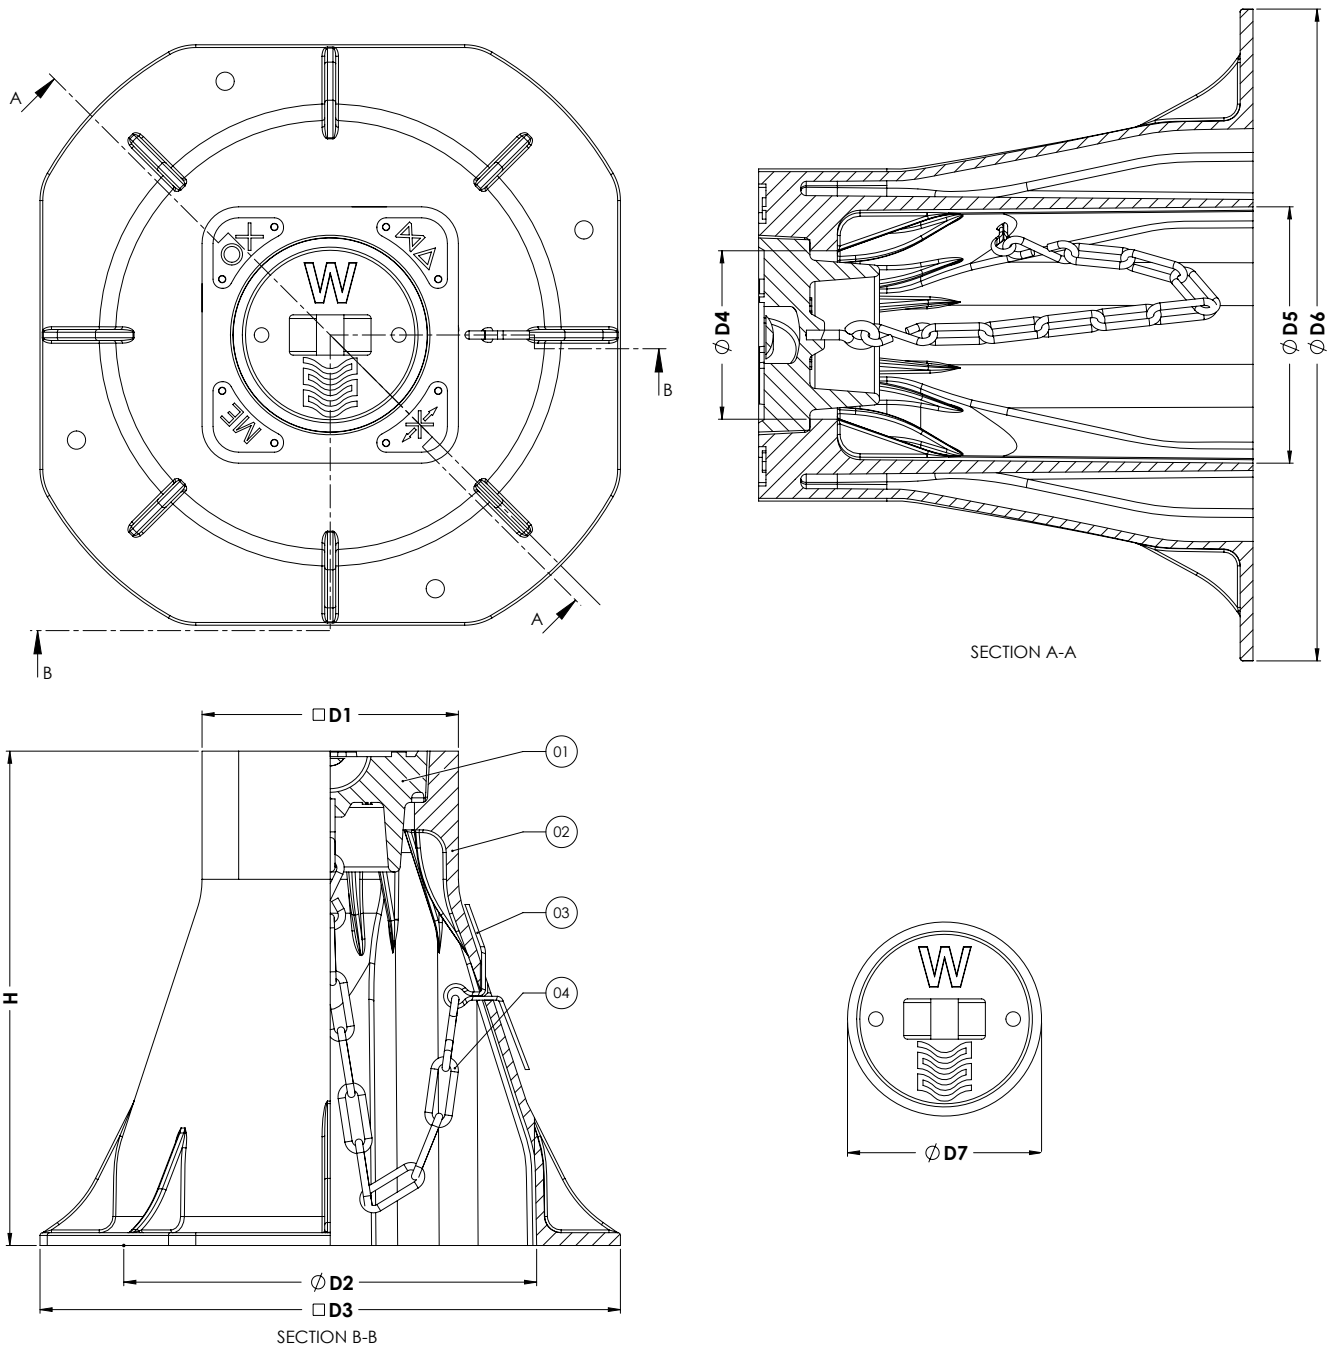 A
W
ME
B
A
B
Ø D4
Ø D5
Ø D6
SECTION A-A
□ D1
01
02
03
04
H
Ø D2
□ D3
SECTION B-B
W
Ø D7